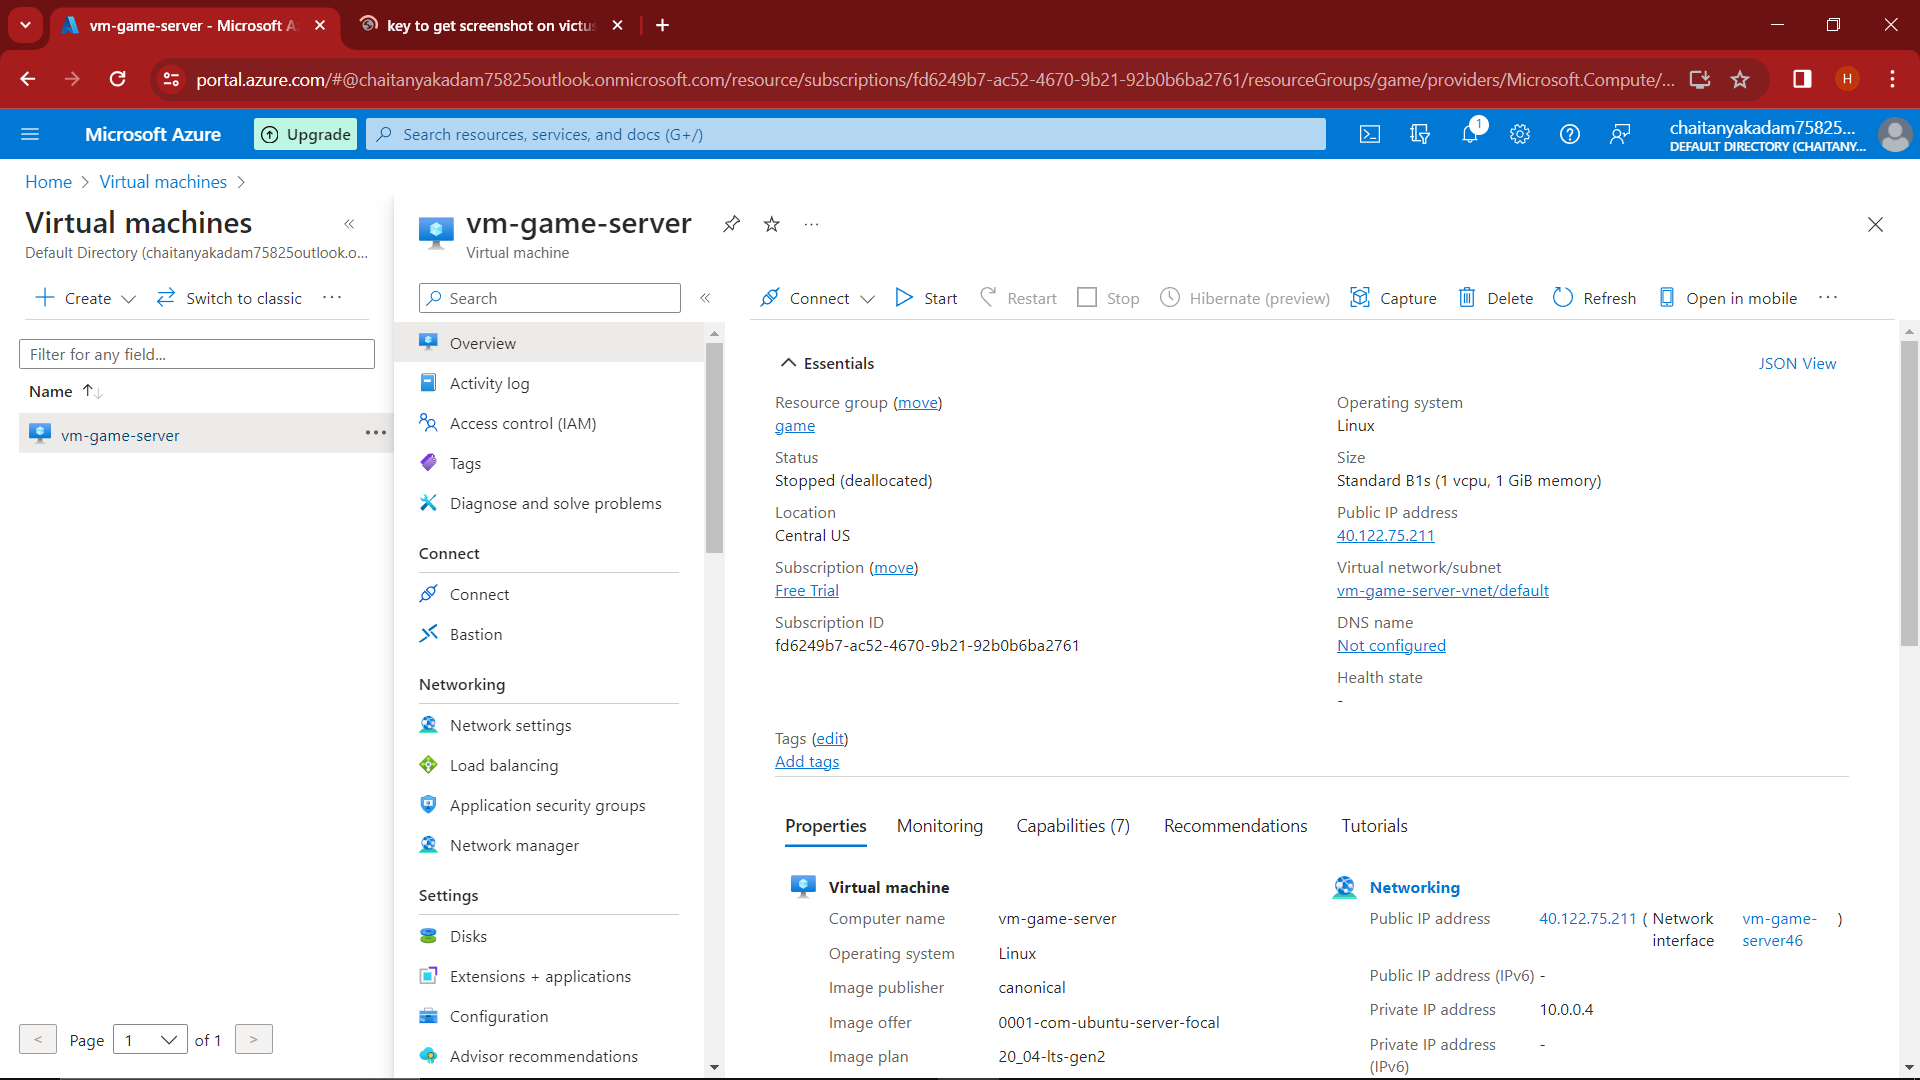 vm-game-server - Microsoft A
key to get screenshot on victus
portal.azure.com/#@chaitanyakadam75825outlook.onmicrosoft.com/resource/subscriptions/fd6249b7-ac52-4670-9b21-92b0b6ba2761/resourceGroups/game/providers/Microsoft.Compute/...
H
Microsoft Azure
Upgrade
Search resources, services, and docs (G+/)
1
chaitanyakadam75825...
DEFAULT DIRECTORY (CHAITANY...
Home > Virtual machines >
Virtual machines
Default Directory (chaitanyakadam75825outlook.o...
+ Create
Switch to classic
...
Filter for any field...
Name
vm-game-server
...
< Page 1 of 1 >
vm-game-server
...
Virtual machine
Search
Overview
Activity log
Access control (IAM)
Tags
Diagnose and solve problems
Connect
Connect
Bastion
Networking
Network settings
Load balancing
Application security groups
Network manager
Settings
Disks
Extensions + applications
Configuration
Advisor recommendations
Connect
Start
Restart
Stop
Hibernate (preview)
Capture
Delete
Refresh
Open in mobile
...
Essentials
JSON View
Resource group (move)
game
Status
Stopped (deallocated)
Location
Central US
Subscription (move)
Free Trial
Subscription ID
fd6249b7-ac52-4670-9b21-92b0b6ba2761
Operating system
Linux
Size
Standard B1s (1 vcpu, 1 GiB memory)
Public IP address
40.122.75.211
Virtual network/subnet
vm-game-server-vnet/default
DNS name
Not configured
Health state
-
Tags (edit)
Add tags
Properties
Monitoring
Capabilities (7)
Recommendations
Tutorials
Virtual machine
Computer name vm-game-server
Operating system Linux
Image publisher canonical
Image offer 0001-com-ubuntu-server-focal
Image plan 20_04-lts-gen2
Networking
Public IP address 40.122.75.211 ( Network interface vm-game-server46 )
Public IP address (IPv6) -
Private IP address 10.0.0.4
Private IP address (IPv6) -